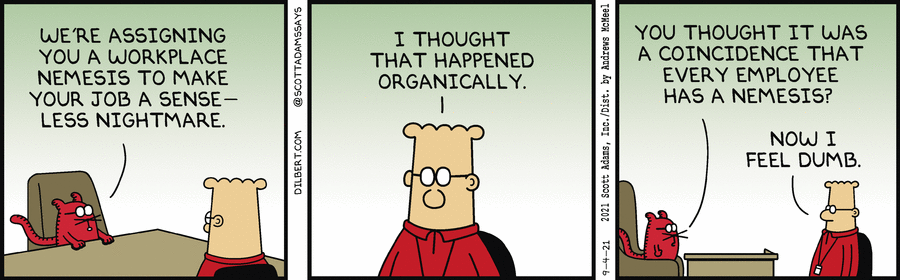 WE'RE ASSIGNING
YOU A WORKPLACE
NEMESIS TO MAKE
YOUR JOB A SENSE–
LESS NIGHTMARE.
DILBERT.COM @SCOTTADAMSSAYS
I THOUGHT
THAT HAPPENED
ORGANICALLY.
9-4-21 2021 Scott Adams, Inc./Dist. by Andrews McMeel
YOU THOUGHT IT WAS
A COINCIDENCE THAT
EVERY EMPLOYEE
HAS A NEMESIS?
NOW I
FEEL DUMB.